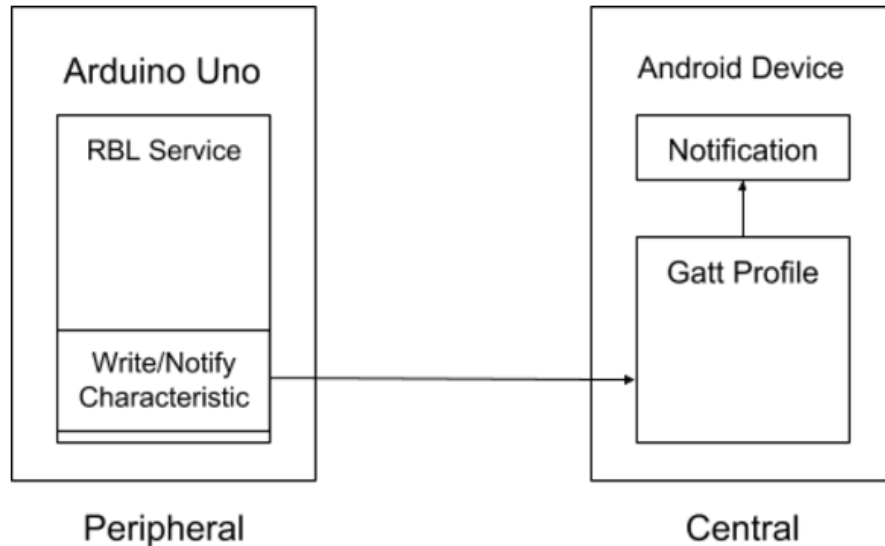 Arduino Uno
RBL Service
Write/Notify
Characteristic
Peripheral
Android Device
Notification
Gatt Profile
Central